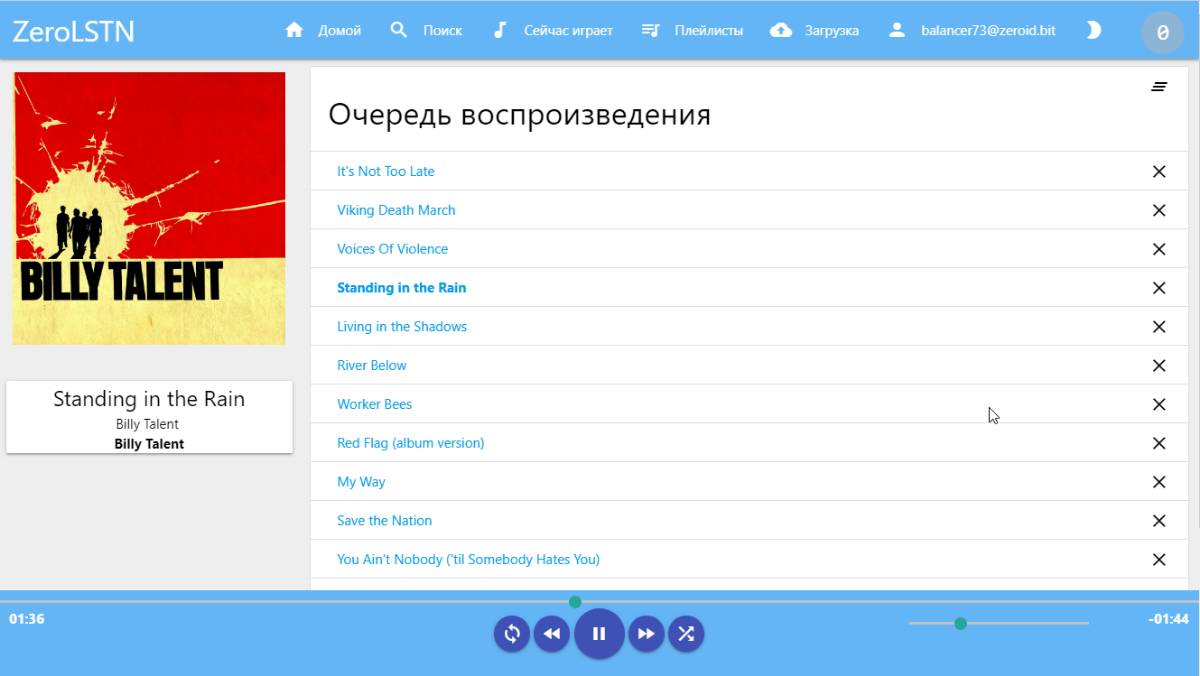 ZeroLSTN
Домой
Поиск
Сейчас играет
Плейлисты
Загрузка
balancer73@zeroid.bit
0
BILLY TALENT
Standing in the Rain
Billy Talent
Billy Talent
Очередь воспроизведения
It's Not Too Late
Viking Death March
Voices Of Violence
Standing in the Rain
Living in the Shadows
River Below
Worker Bees
Red Flag (album version)
My Way
Save the Nation
You Ain't Nobody ('til Somebody Hates You)
01:36
-01:44